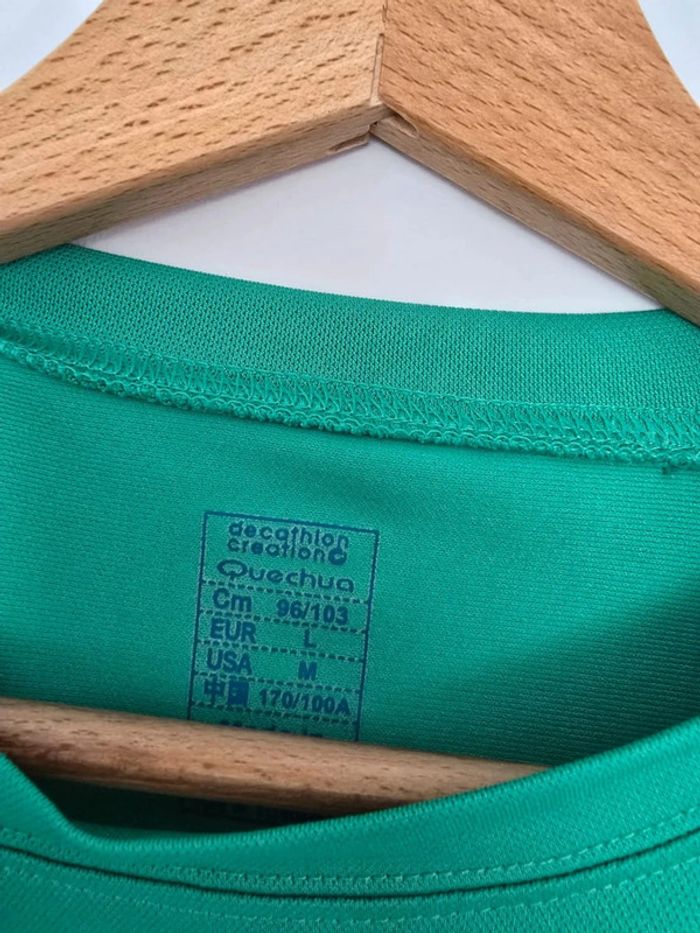 decathlon
creation
Quechua
Cm 96/103
EUR L
USA M
中国 170/100A